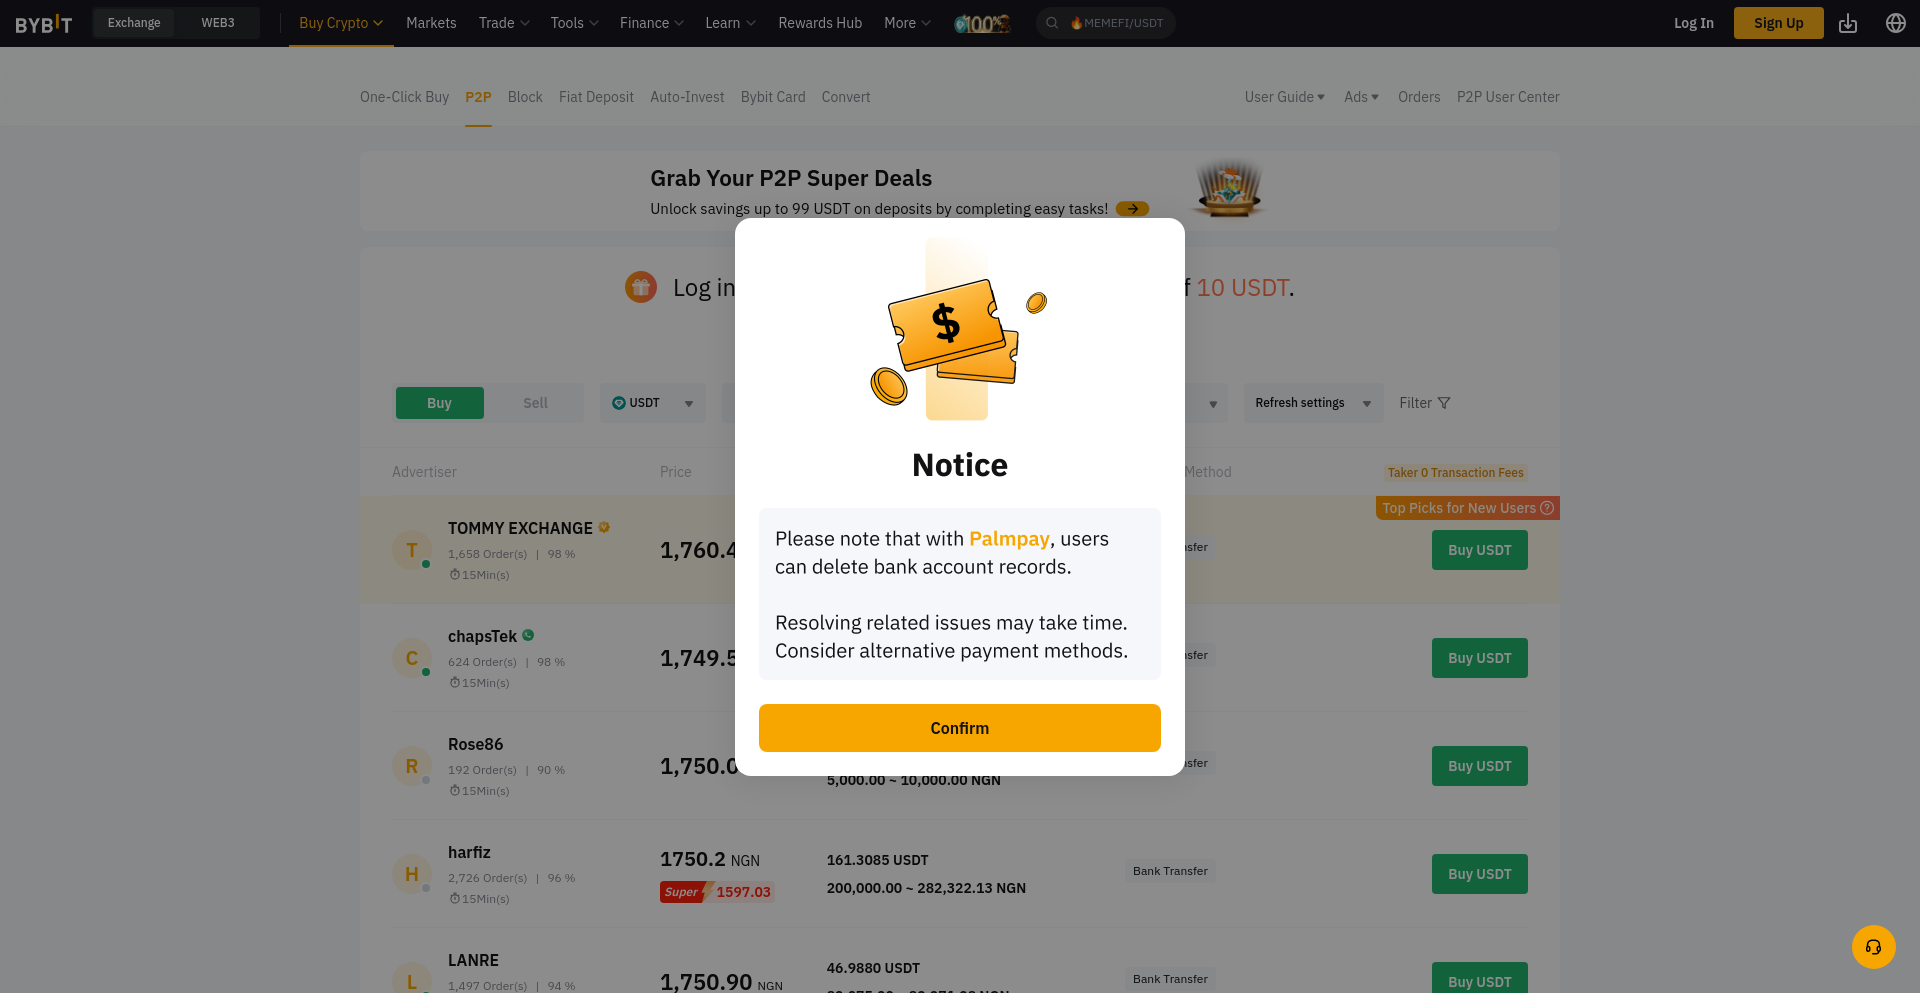 BYBIT Exchange WEB3 Buy Crypto Markets Trade Tools Finance Learn Rewards Hub More 100% MEMEFI/USDT Log In Sign Up
One-Click Buy P2P Block Fiat Deposit Auto-Invest Bybit Card Convert User Guide Ads Orders P2P User Center
Grab Your P2P Super Deals
Unlock savings up to 99 USDT on deposits by completing easy tasks!
Log in
10 USDT.
Buy Sell USDT Refresh settings Filter
Advertiser Price Method Taker 0 Transaction Fees
Top Picks for New Users
T TOMMY EXCHANGE
1,658 Order(s) | 98 %
15Min(s)
1,760.4
Buy USDT
C chapsTek
624 Order(s) | 98 %
15Min(s)
1,749.5
Buy USDT
R Rose86
192 Order(s) | 90 %
15Min(s)
1,750.0
5,000.00 ~ 10,000.00 NGN
Buy USDT
H harfiz
2,726 Order(s) | 96 %
15Min(s)
1750.2 NGN
Super 1597.03
161.3085 USDT
200,000.00 ~ 282,322.13 NGN
Bank Transfer
Buy USDT
L LANRE
1,497 Order(s) | 94 %
1,750.90 NGN
46.9880 USDT
Bank Transfer
Buy USDT
$
Notice
Please note that with Palmpay, users
can delete bank account records.
Resolving related issues may take time.
Consider alternative payment methods.
Confirm